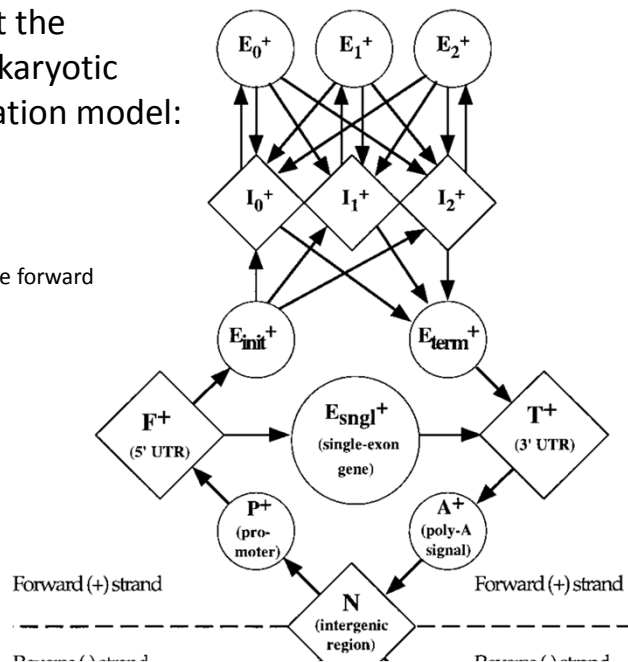 t the
karyotic
ation model:
e forward
E₀⁺ E₁⁺ E₂⁺
I₀⁺ I₁⁺ I₂⁺
Einit⁺ Eterm⁺
F⁺
(5' UTR)
Esngl⁺
(single-exon
gene)
T⁺
(3' UTR)
P⁺
(pro-
moter)
A⁺
(poly-A
signal)
Forward (+) strand Forward (+) strand
N
(intergenic
region)